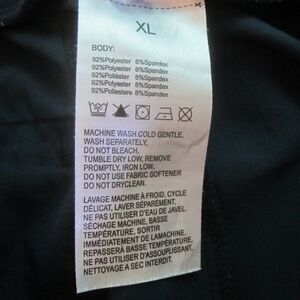 XL
BODY:
92%Polyester 8%Spandex
92%Polyester 8%Spandex
92%Poliéster 8%Spandex
92%Polyester 8%Spandex
92%Poliestere 8%Spandex
MACHINE WASH COLD GENTLE,
WASH SEPARATELY,
DO NOT BLEACH,
TUMBLE DRY LOW, REMOVE
PROMPTLY, IRON LOW,
DO NOT USE FABRIC SOFTENER
DO NOT DRYCLEAN.
LAVAGE MACHINE À FROID, CYCLE
DÉLICAT, LAVER SÉPARÉMENT,
NE PAS UTILISER D'EAU DE JAVEL.
SÉCHAGE MACHINE, BASSE
TEMPÉRATURE, SORTIR
IMMÉDIATEMENT DE LAMACHINE,
REPASSERÀ BASSE TEMPÉRATURE,
NE PAS UTILISER D'ASSOUPLISSANT,
NETTOYAGE A SEC INTERDIT.